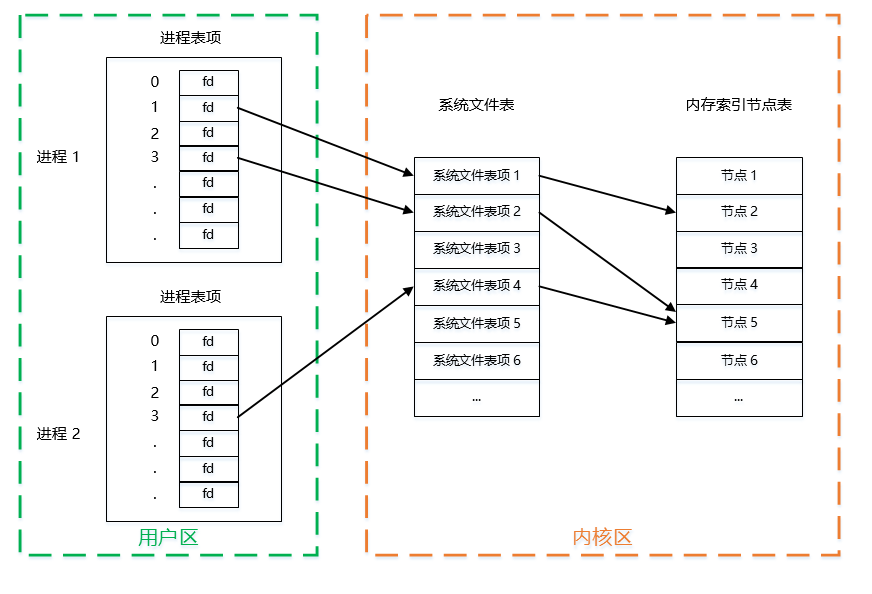 进程表项
0 fd
1 fd
2 fd
3 fd
. fd
. fd
. fd
进程 1
进程表项
0 fd
1 fd
2 fd
3 fd
. fd
. fd
. fd
进程 2
用户区
系统文件表
系统文件表项 1
系统文件表项 2
系统文件表项 3
系统文件表项 4
系统文件表项 5
系统文件表项 6
...
内存索引节点表
节点 1
节点 2
节点 3
节点 4
节点 5
节点 6
...
内核区